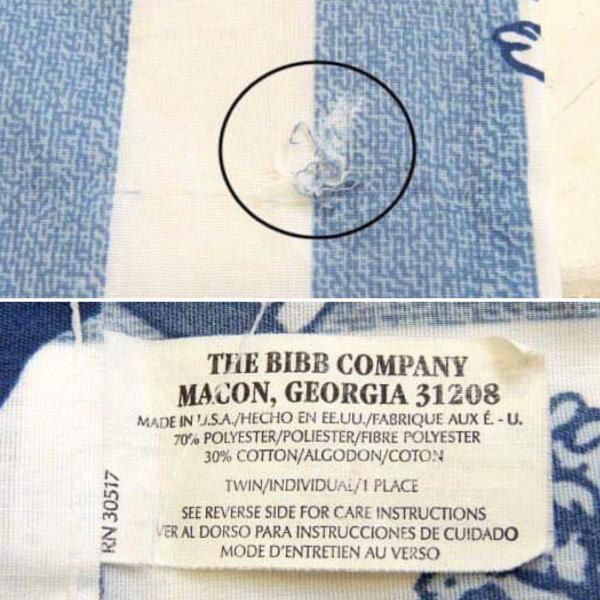 THE BIBB COMPANY
MACON, GEORGIA 31208
MADE IN U.S.A./HECHO EN EE.UU./FABRIQUE AUX É. - U.
70% POLYESTER/POLIESTER/FIBRE POLYESTER
30% COTTON/ALGODON/COTON
TWIN/INDIVIDUAL/1 PLACE
SEE REVERSE SIDE FOR CARE INSTRUCTIONS
VER AL DORSO PARA INSTRUCCIONES DE CUIDADO
MODE D'ENTRETIEN AU VERSO
RN 30517